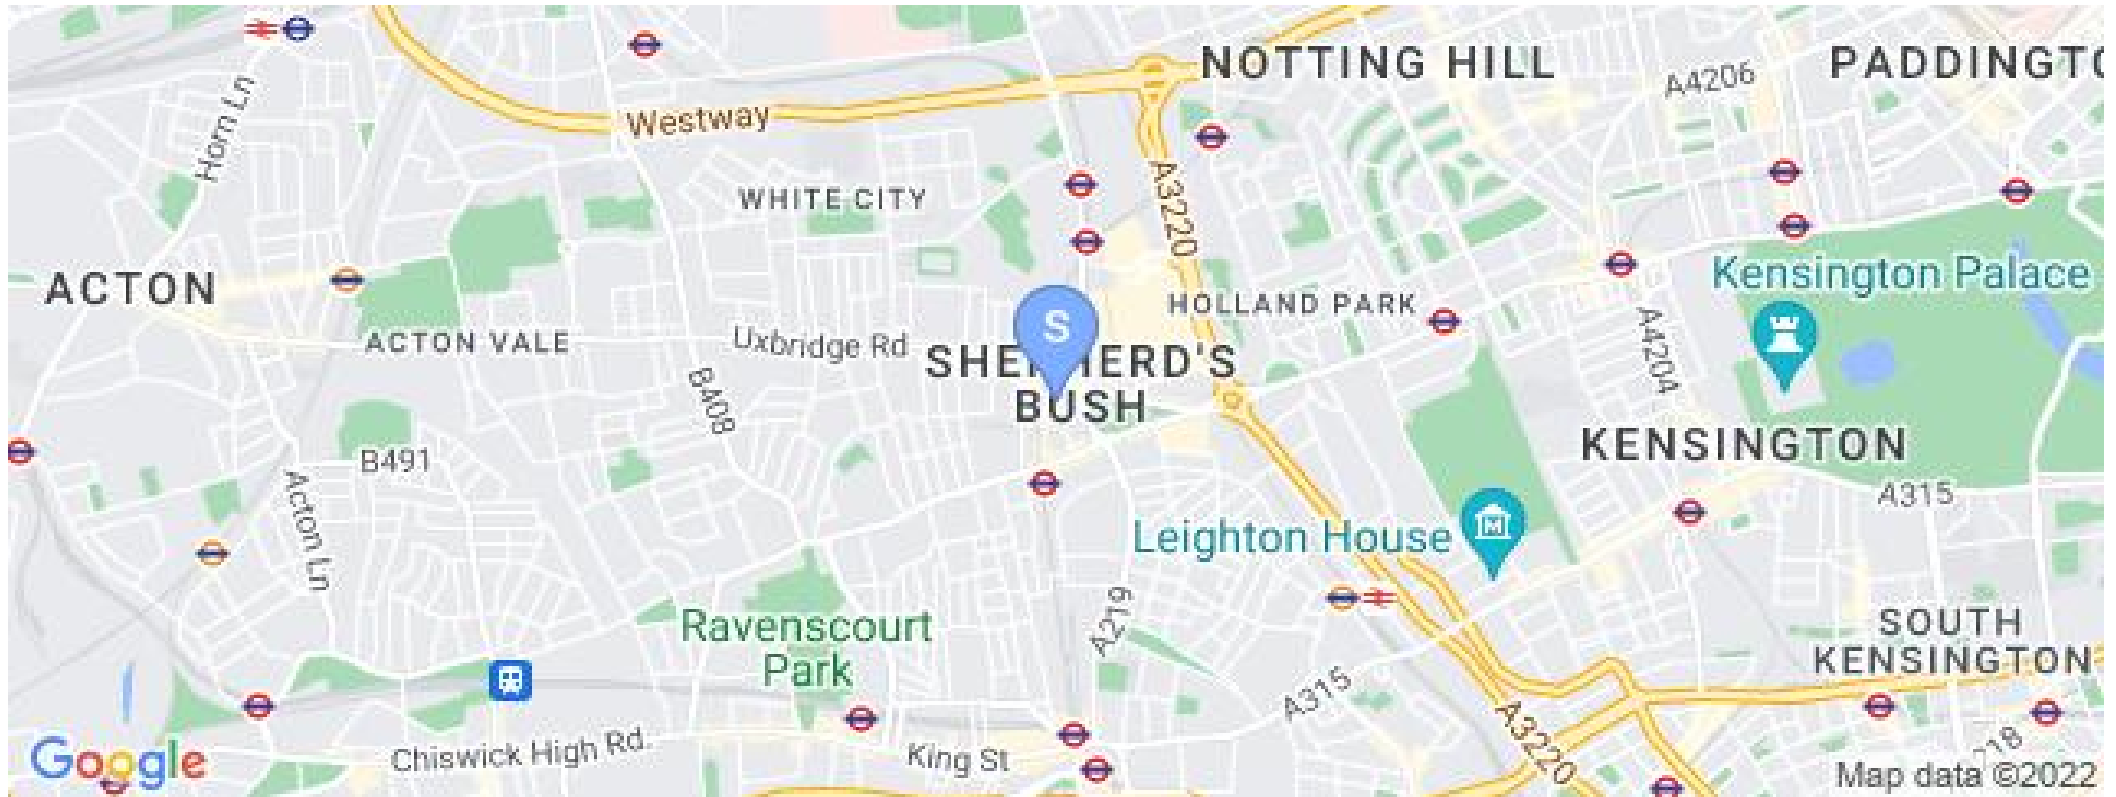 NOTTING HILL
PADDINGTO
A4206
Horn Ln
Westway
A3220
WHITE CITY
Kensington Palace
ACTON
HOLLAND PARK
ACTON VALE
Uxbridge Rd
S
SHEPHERD'S
BUSH
A4204
B408
KENSINGTON
B491
A315
Acton Ln
Leighton House
M
A219
Ravenscourt
Park
SOUTH
KENSINGTON
A315
A3220
Chiswick High Rd.
King St
Google
Map data ©2022